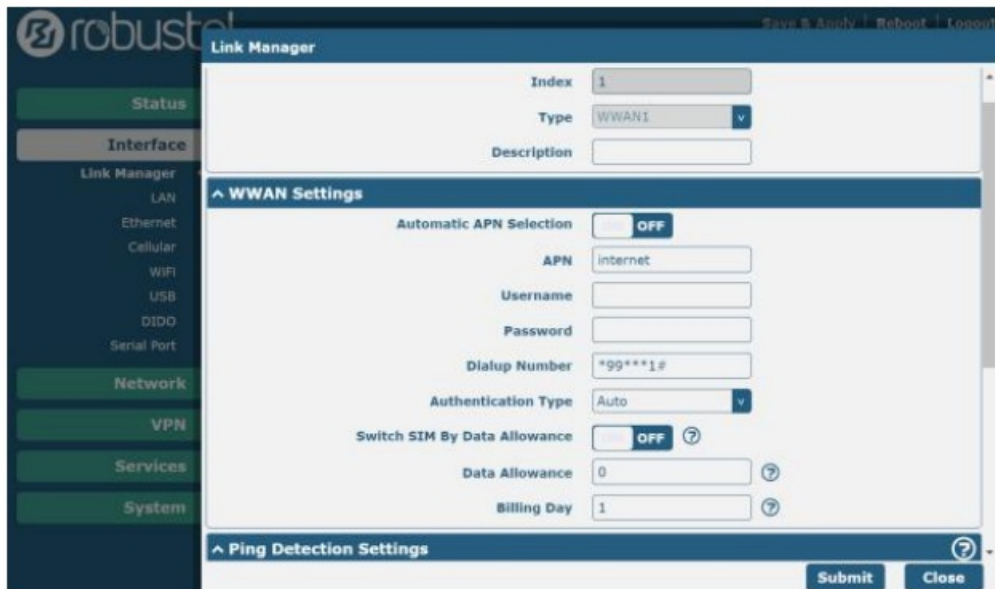 robustel
Save & Apply | Reboot | Logout
Link Manager
Status
Interface
Link Manager
LAN
Ethernet
Cellular
WiFi
USB
DIDO
Serial Port
Network
VPN
Services
System
Index 1
Type WWAN1 v
Description
^ WWAN Settings
Automatic APN Selection OFF
APN internet
Username
Password
Dialup Number *99***1#
Authentication Type Auto v
Switch SIM By Data Allowance OFF ?
Data Allowance 0 ?
Billing Day 1 ?
^ Ping Detection Settings ?
Submit Close